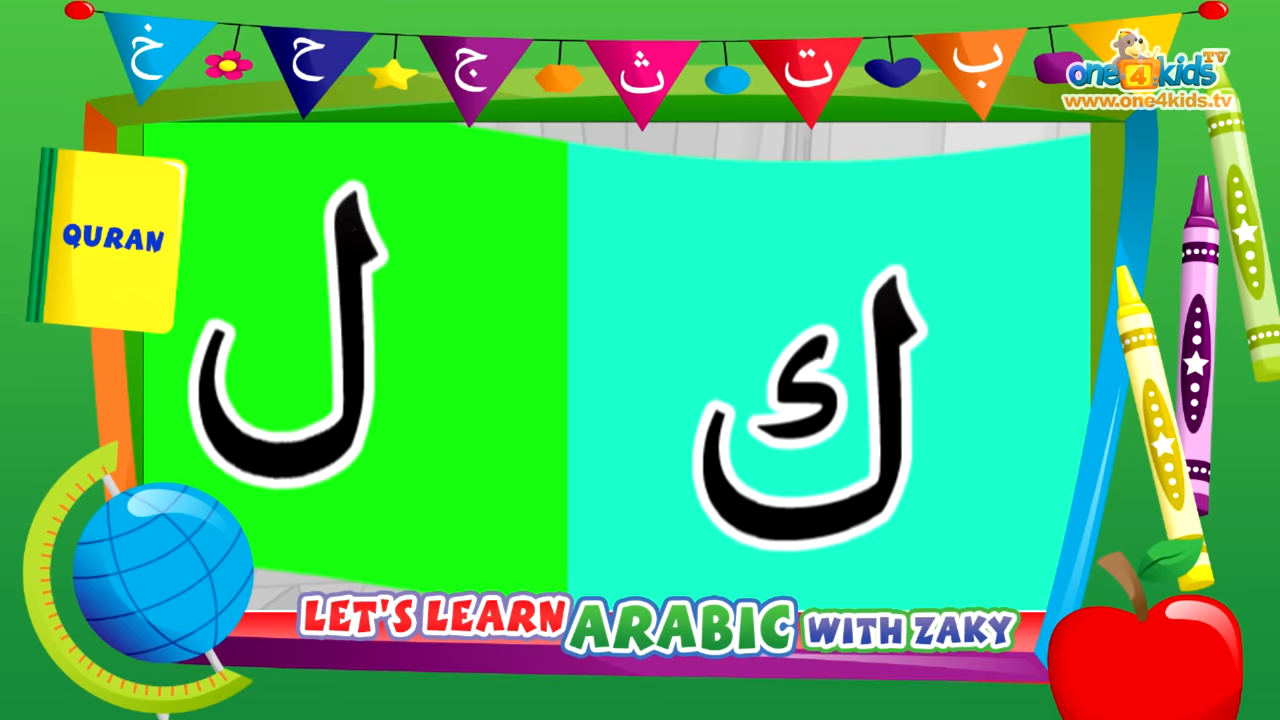 خ ح ج ث ت ب
one4kids TV
www.one4kids.tv
QURAN
ل ك
LET'S LEARN ARABIC WITH ZAKY